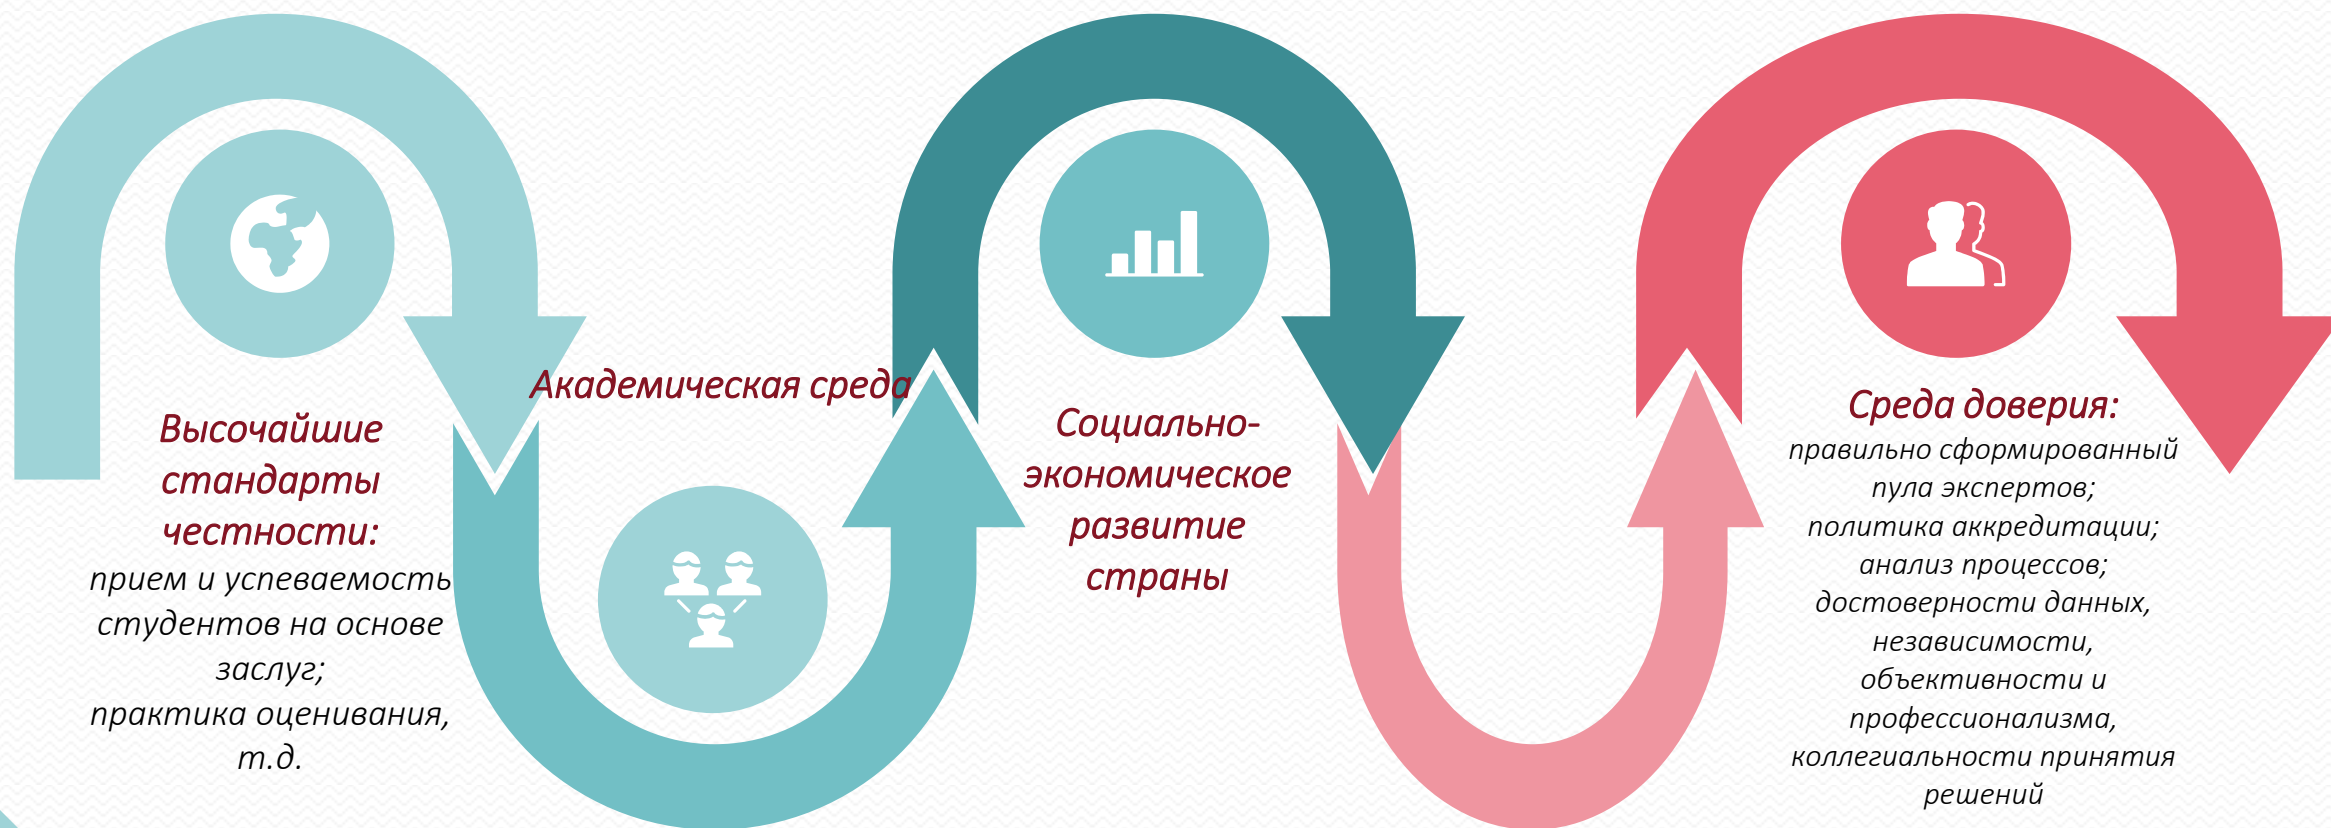 Высочайшие
стандарты
честности:
прием и успеваемость
студентов на основе
заслуг;
практика оценивания,
т.д.
Академическая среда
Социально-
экономическое
развитие
страны
Среда доверия:
правильно сформированный
пула экспертов;
политика аккредитации;
анализ процессов;
достоверности данных,
независимости,
объективности и
профессионализма,
коллегиальности принятия
решений